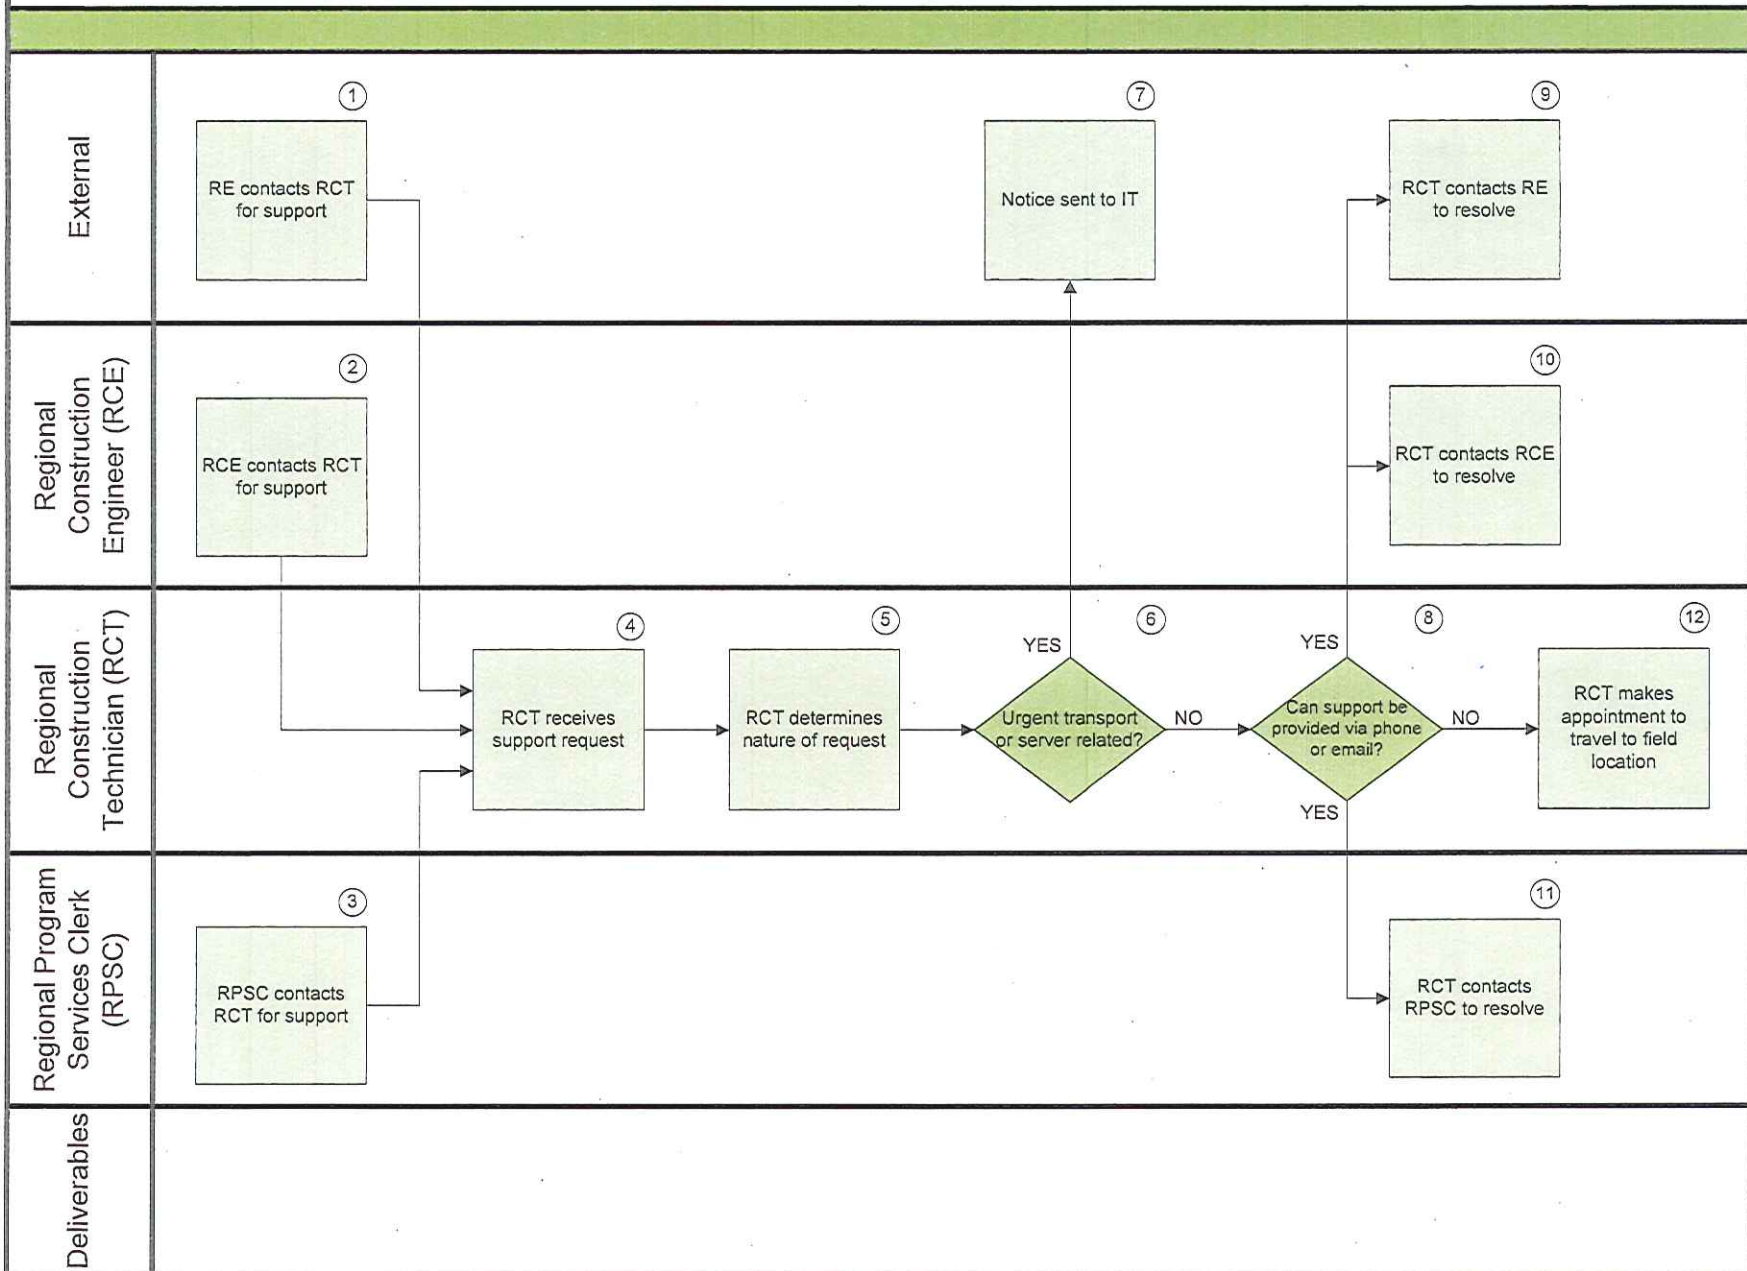 External
1
RE contacts RCT
for support
7
Notice sent to IT
9
RCT contacts RE
to resolve
Regional
Construction
Engineer (RCE)
2
RCE contacts RCT
for support
10
RCT contacts RCE
to resolve
Regional
Construction
Technician (RCT)
4
RCT receives
support request
5
RCT determines
nature of request
6
YES
Urgent transport
or server related?
NO
8
YES
Can support be
provided via phone
or email?
NO
YES
12
RCT makes
appointment to
travel to field
location
Regional Program
Services Clerk
(RPSC)
3
RPSC contacts
RCT for support
11
RCT contacts
RPSC to resolve
Deliverables